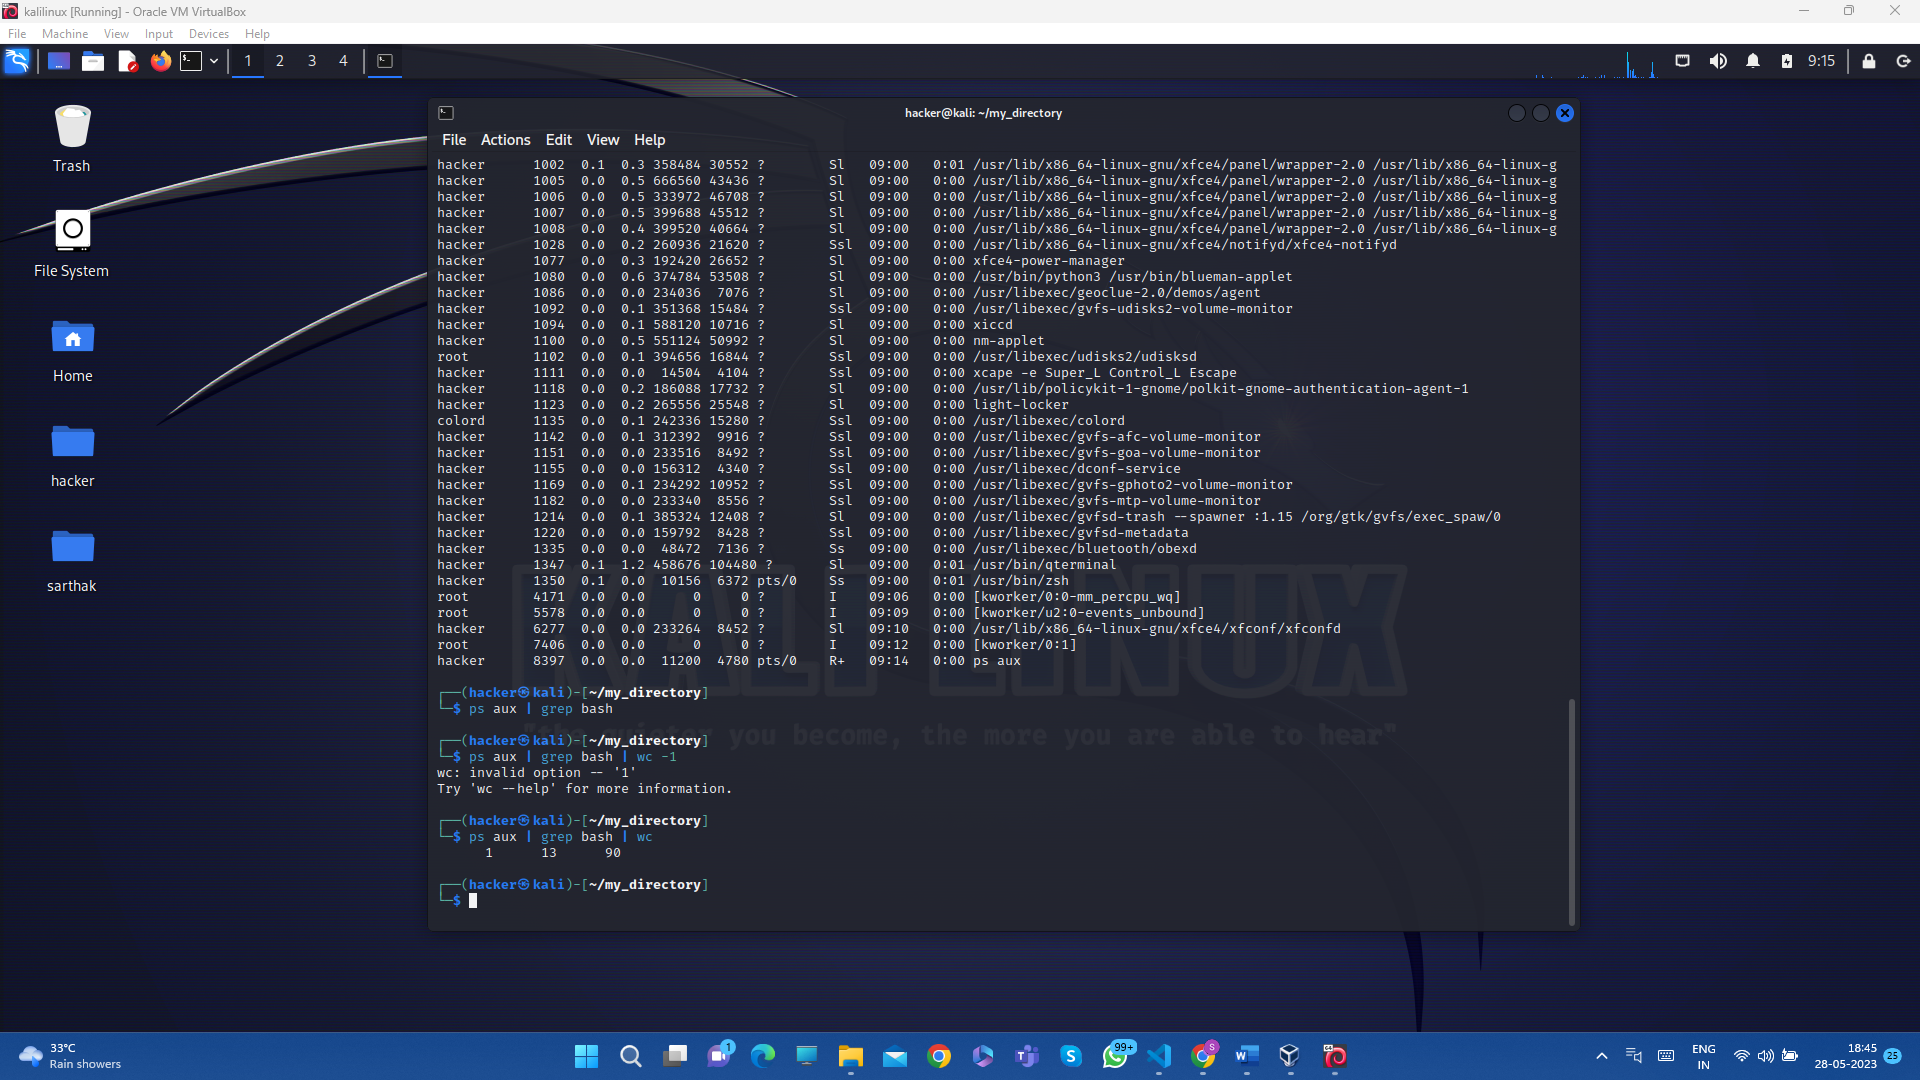 kalilinux [Running] - Oracle VM VirtualBox
File Machine View Input Devices Help
1 2 3 4 9:15
Trash
File System
Home
hacker
sarthak
hacker@kali: ~/my_directory
File Actions Edit View Help
hacker 1002 0.1 0.3 358484 30552 ? Sl 09:00 0:01 /usr/lib/x86_64-linux-gnu/xfce4/panel/wrapper-2.0 /usr/lib/x86_64-linux-g
hacker 1005 0.0 0.5 666560 43436 ? Sl 09:00 0:00 /usr/lib/x86_64-linux-gnu/xfce4/panel/wrapper-2.0 /usr/lib/x86_64-linux-g
hacker 1006 0.0 0.5 333972 46708 ? Sl 09:00 0:00 /usr/lib/x86_64-linux-gnu/xfce4/panel/wrapper-2.0 /usr/lib/x86_64-linux-g
hacker 1007 0.0 0.5 399688 45512 ? Sl 09:00 0:00 /usr/lib/x86_64-linux-gnu/xfce4/panel/wrapper-2.0 /usr/lib/x86_64-linux-g
hacker 1008 0.0 0.4 399520 40664 ? Sl 09:00 0:00 /usr/lib/x86_64-linux-gnu/xfce4/panel/wrapper-2.0 /usr/lib/x86_64-linux-g
hacker 1028 0.0 0.2 260936 21620 ? Ssl 09:00 0:00 /usr/lib/x86_64-linux-gnu/xfce4/notifyd/xfce4-notifyd
hacker 1077 0.0 0.3 192420 26652 ? Sl 09:00 0:00 xfce4-power-manager
hacker 1080 0.0 0.6 374784 53508 ? Sl 09:00 0:00 /usr/bin/python3 /usr/bin/blueman-applet
hacker 1086 0.0 0.0 234036 7076 ? Sl 09:00 0:00 /usr/libexec/geoclue-2.0/demos/agent
hacker 1092 0.0 0.1 351368 15484 ? Ssl 09:00 0:00 /usr/libexec/gvfs-udisks2-volume-monitor
hacker 1094 0.0 0.1 588120 10716 ? Sl 09:00 0:00 xiccd
hacker 1100 0.0 0.5 551124 50992 ? Sl 09:00 0:00 nm-applet
root 1102 0.0 0.1 394656 16844 ? Ssl 09:00 0:00 /usr/libexec/udisks2/udisksd
hacker 1111 0.0 0.0 14504 4104 ? Ssl 09:00 0:00 xcape -e Super_L Control_L Escape
hacker 1118 0.0 0.2 186088 17732 ? Sl 09:00 0:00 /usr/lib/policykit-1-gnome/polkit-gnome-authentication-agent-1
hacker 1123 0.0 0.2 265556 25548 ? Sl 09:00 0:00 light-locker
colord 1135 0.0 0.1 242336 15280 ? Ssl 09:00 0:00 /usr/libexec/colord
hacker 1142 0.0 0.1 312392 9916 ? Ssl 09:00 0:00 /usr/libexec/gvfs-afc-volume-monitor
hacker 1151 0.0 0.0 233516 8492 ? Ssl 09:00 0:00 /usr/libexec/gvfs-goa-volume-monitor
hacker 1155 0.0 0.0 156312 4340 ? Ssl 09:00 0:00 /usr/libexec/dconf-service
hacker 1169 0.0 0.1 234292 10952 ? Ssl 09:00 0:00 /usr/libexec/gvfs-gphoto2-volume-monitor
hacker 1182 0.0 0.0 233340 8556 ? Ssl 09:00 0:00 /usr/libexec/gvfs-mtp-volume-monitor
hacker 1214 0.0 0.1 385324 12408 ? Sl 09:00 0:00 /usr/libexec/gvfsd-trash --spawner :1.15 /org/gtk/gvfs/exec_spaw/0
hacker 1220 0.0 0.0 159792 8428 ? Ssl 09:00 0:00 /usr/libexec/gvfsd-metadata
hacker 1335 0.0 0.0 48472 7136 ? Ss 09:00 0:00 /usr/libexec/bluetooth/obexd
hacker 1347 0.1 1.2 458676 104480 ? Sl 09:00 0:01 /usr/bin/qterminal
hacker 1350 0.1 0.0 10156 6372 pts/0 Ss 09:00 0:01 /usr/bin/zsh
root 4171 0.0 0.0 0 0 ? I 09:06 0:00 [kworker/0:0-mm_percpu_wq]
root 5578 0.0 0.0 0 0 ? I 09:09 0:00 [kworker/u2:0-events_unbound]
hacker 6277 0.0 0.0 233264 8452 ? Sl 09:10 0:00 /usr/lib/x86_64-linux-gnu/xfce4/xfconf/xfconfd
root 7406 0.0 0.0 0 0 ? I 09:12 0:00 [kworker/0:1]
hacker 8397 0.0 0.0 11200 4780 pts/0 R+ 09:14 0:00 ps aux
KALI LINUX
┌──(hacker㉿kali)-[~/my_directory]
└─$ ps aux | grep bash
you become, the more you are able to hear"
┌──(hacker㉿kali)-[~/my_directory]
└─$ ps aux | grep bash | wc -1
wc: invalid option -- '1'
Try 'wc --help' for more information.
┌──(hacker㉿kali)-[~/my_directory]
└─$ ps aux | grep bash | wc
1 13 90
┌──(hacker㉿kali)-[~/my_directory]
└─$
33°C
Rain showers
1
99+
S
ENG
IN
18:45
28-05-2023
25